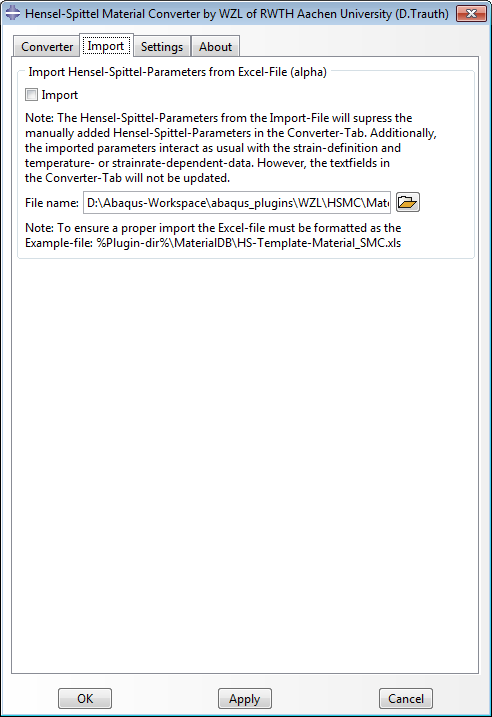 Hensel-Spittel Material Converter by WZL of RWTH Aachen University (D.Trauth)
Converter Import Settings About
Import Hensel-Spittel-Parameters from Excel-File (alpha)
Import
Note: The Hensel-Spittel-Parameters from the Import-File will supress the
manually added Hensel-Spittel-Parameters in the Converter-Tab. Additionally,
the imported parameters interact as usual with the strain-definition and
temperature- or strainrate-dependent-data. However, the textfields in
the Converter-Tab will not be updated.
File name: D:\Abaqus-Workspace\abaqus_plugins\WZL\HSMC\Mate
Note: To ensure a proper import the Excel-file must be formatted as the
Example-file: %Plugin-dir%\MaterialDB\HS-Template-Material_SMC.xls
OK Apply Cancel